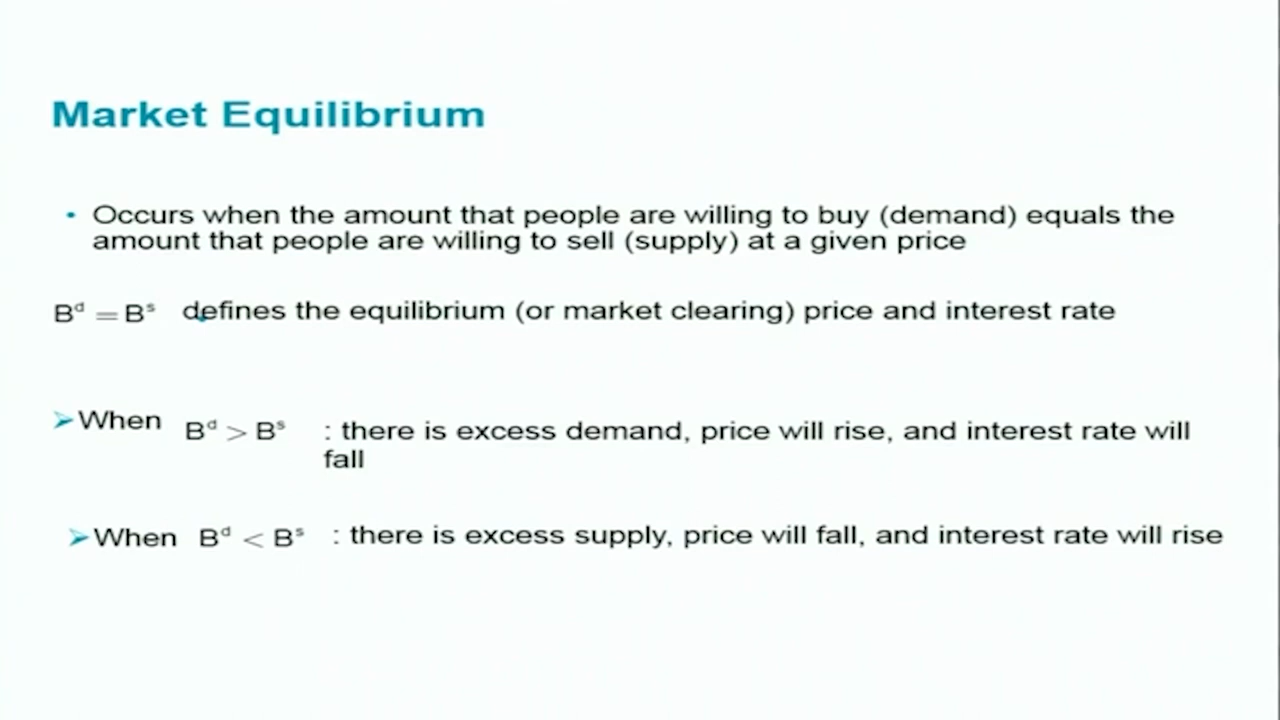 Market Equilibrium
• Occurs when the amount that people are willing to buy (demand) equals the
amount that people are willing to sell (supply) at a given price
Bᵈ = Bˢ defines the equilibrium (or market clearing) price and interest rate
➢When Bᵈ > Bˢ : there is excess demand, price will rise, and interest rate will
fall
➢When Bᵈ < Bˢ : there is excess supply, price will fall, and interest rate will rise